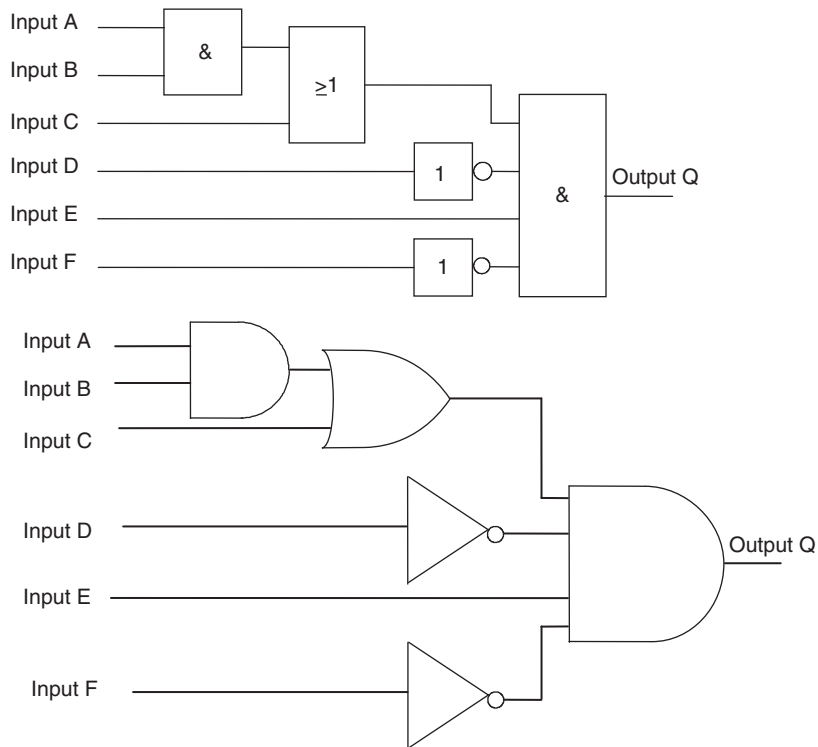 Input A
Input B
&
≥1
Input C
Input D
1
Output Q
&
Input E
Input F
1
Input A
Input B
Input C
Input D
Output Q
Input E
Input F